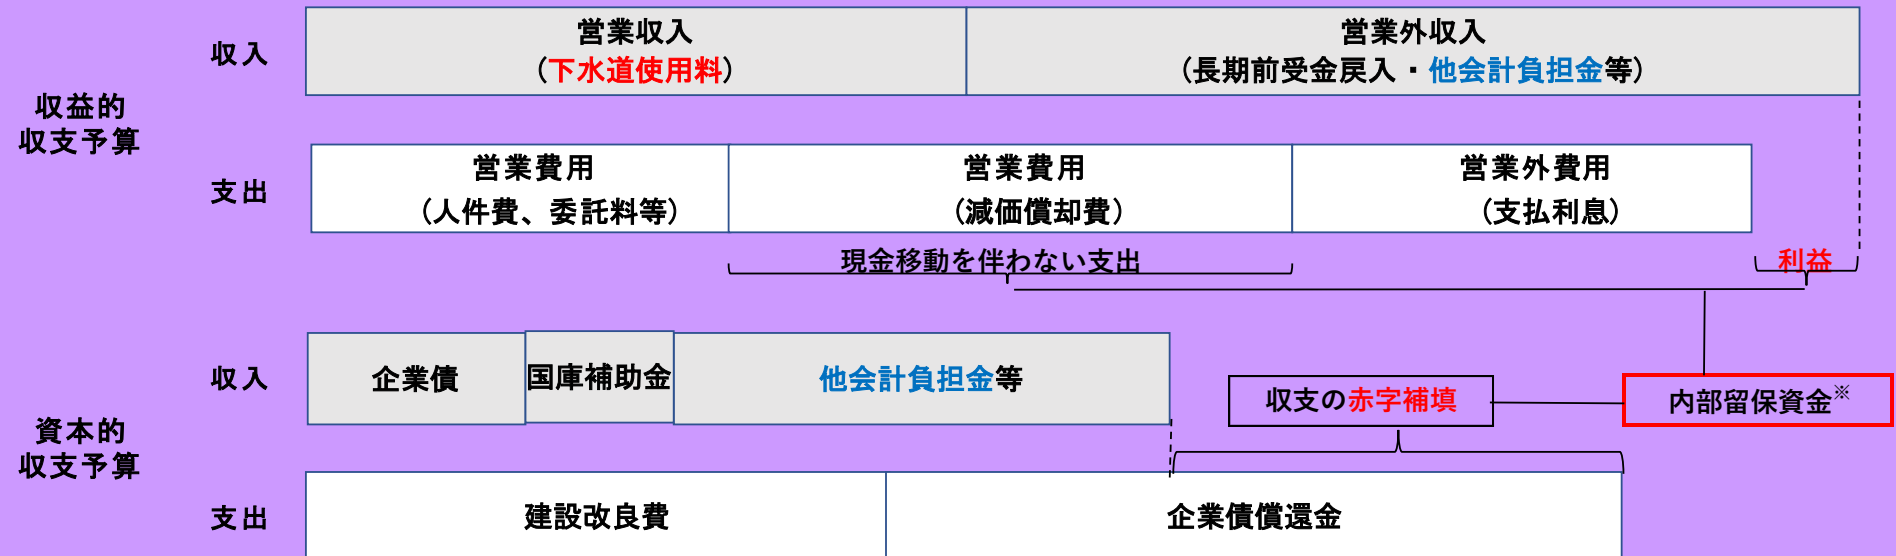 収益的
収支予算
収入
営業収入
（下水道使用料）
営業外収入
（長期前受金戻入・他会計負担金等）
支出
営業費用
（人件費、委託料等）
営業費用
（減価償却費）
営業外費用
（支払利息）
現金移動を伴わない支出
利益
資本的
収支予算
収入
企業債
国庫補助金
他会計負担金等
収支の赤字補填
内部留保資金※
支出
建設改良費
企業債償還金